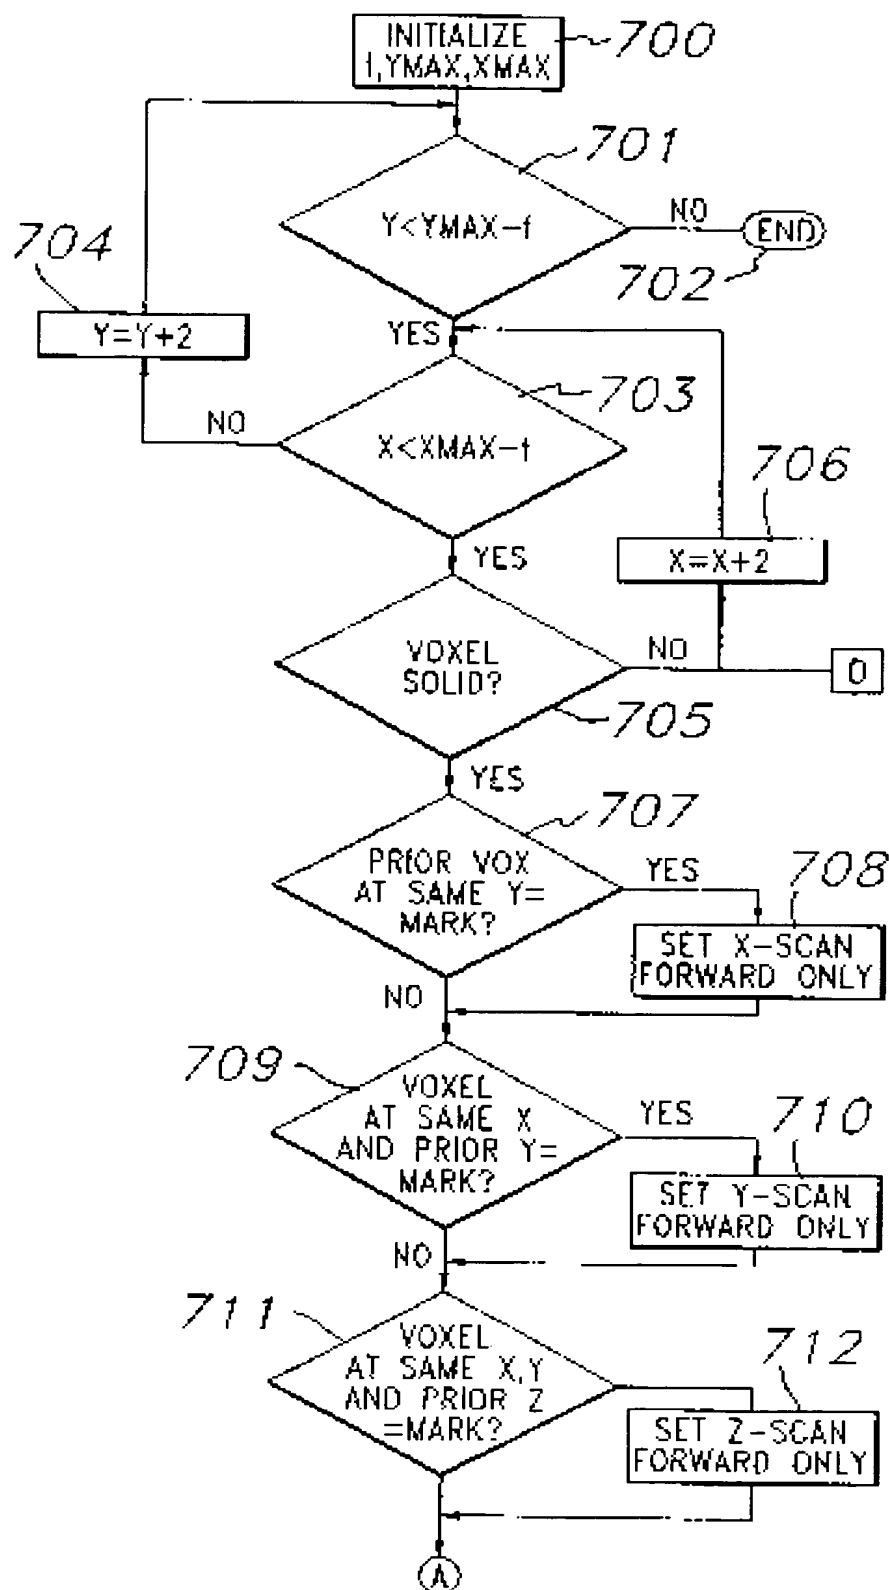 INITIALIZE
f,YMAX,XMAX
700
701
Y<YMAX-f
NO
END
702
704
Y=Y+2
YES
703
NO
X<XMAX-f
706
X=X+2
YES
VOXEL
SOLID?
NO
D
705
YES
707
PRIOR VOX
AT SAME Y=
MARK?
YES
708
SET X-SCAN
FORWARD ONLY
NO
709
VOXEL
AT SAME X
AND PRIOR Y=
MARK?
YES
710
SET Y-SCAN
FORWARD ONLY
NO
711
VOXEL
AT SAME X,Y
AND PRIOR Z
=MARK?
712
SET Z-SCAN
FORWARD ONLY
A